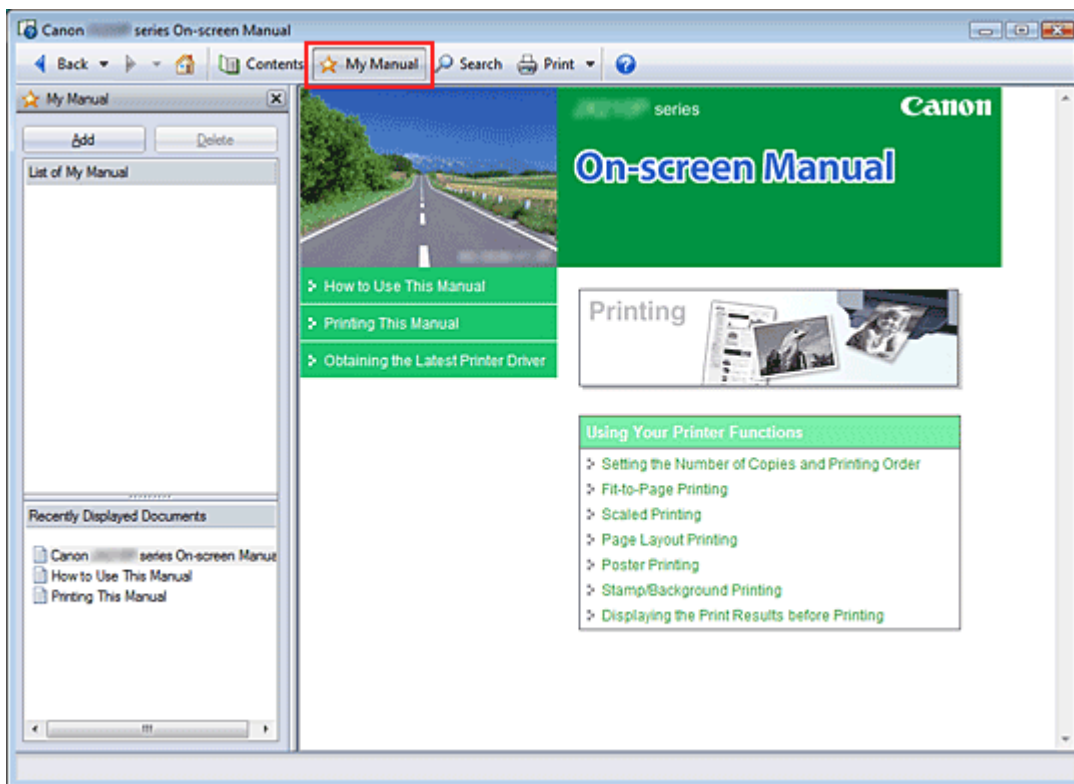 Canon series On-screen Manual
Back Contents My Manual Search Print
My Manual
Add Delete
List of My Manual
Recently Displayed Documents
Canon series On-screen Manua
How to Use This Manual
Printing This Manual
series Canon
On-screen Manual
How to Use This Manual
Printing This Manual
Obtaining the Latest Printer Driver
Printing
Using Your Printer Functions
Setting the Number of Copies and Printing Order
Fit-to-Page Printing
Scaled Printing
Page Layout Printing
Poster Printing
Stamp/Background Printing
Displaying the Print Results before Printing